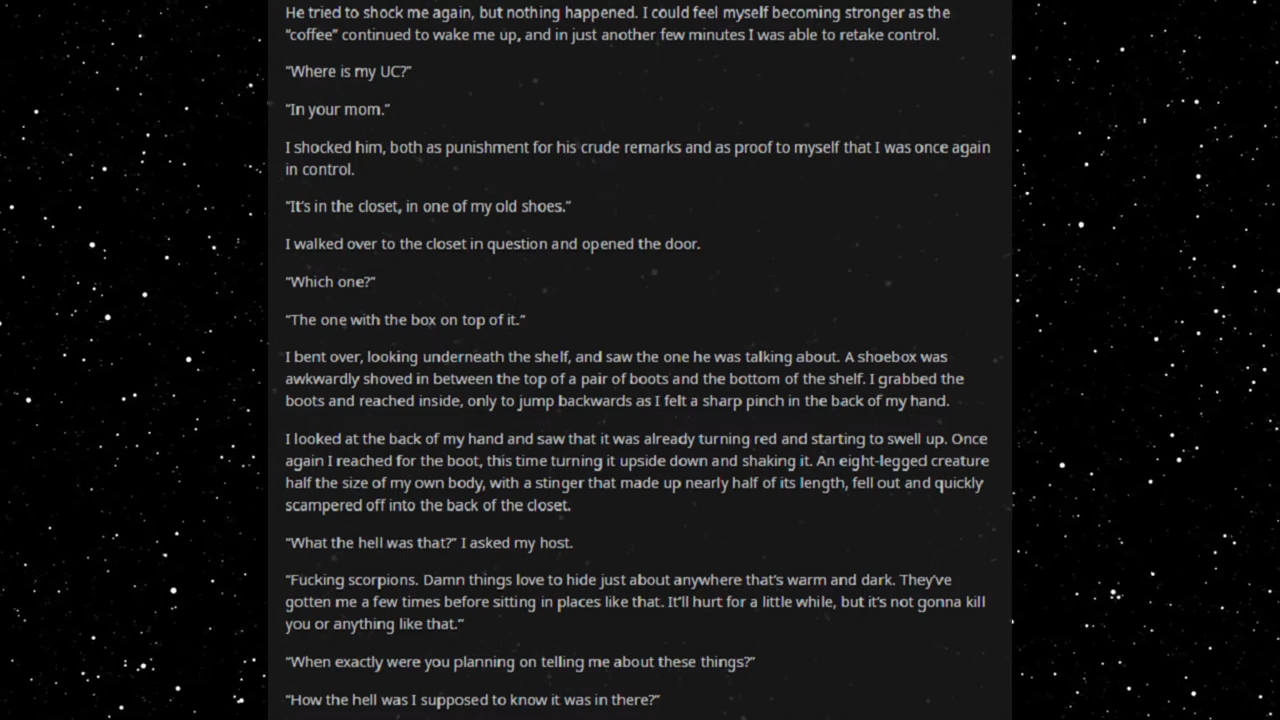 He tried to shock me again, but nothing happened. I could feel myself becoming stronger as the
“coffee” continued to wake me up, and in just another few minutes I was able to retake control.
“Where is my UC?”
“In your mom.”
I shocked him, both as punishment for his crude remarks and as proof to myself that I was once again
in control.
“It’s in the closet, in one of my old shoes.”
I walked over to the closet in question and opened the door.
“Which one?”
“The one with the box on top of it.”
I bent over, looking underneath the shelf, and saw the one he was talking about. A shoebox was
awkwardly shoved in between the top of a pair of boots and the bottom of the shelf. I grabbed the
boots and reached inside, only to jump backwards as I felt a sharp pinch in the back of my hand.
I looked at the back of my hand and saw that it was already turning red and starting to swell up. Once
again I reached for the boot, this time turning it upside down and shaking it. An eight-legged creature
half the size of my own body, with a stinger that made up nearly half of its length, fell out and quickly
scampered off into the back of the closet.
“What the hell was that?” I asked my host.
“Fucking scorpions. Damn things love to hide just about anywhere that’s warm and dark. They’ve
gotten me a few times before sitting in places like that. It’ll hurt for a little while, but it’s not gonna kill
you or anything like that.”
“When exactly were you planning on telling me about these things?”
“How the hell was I supposed to know it was in there?”